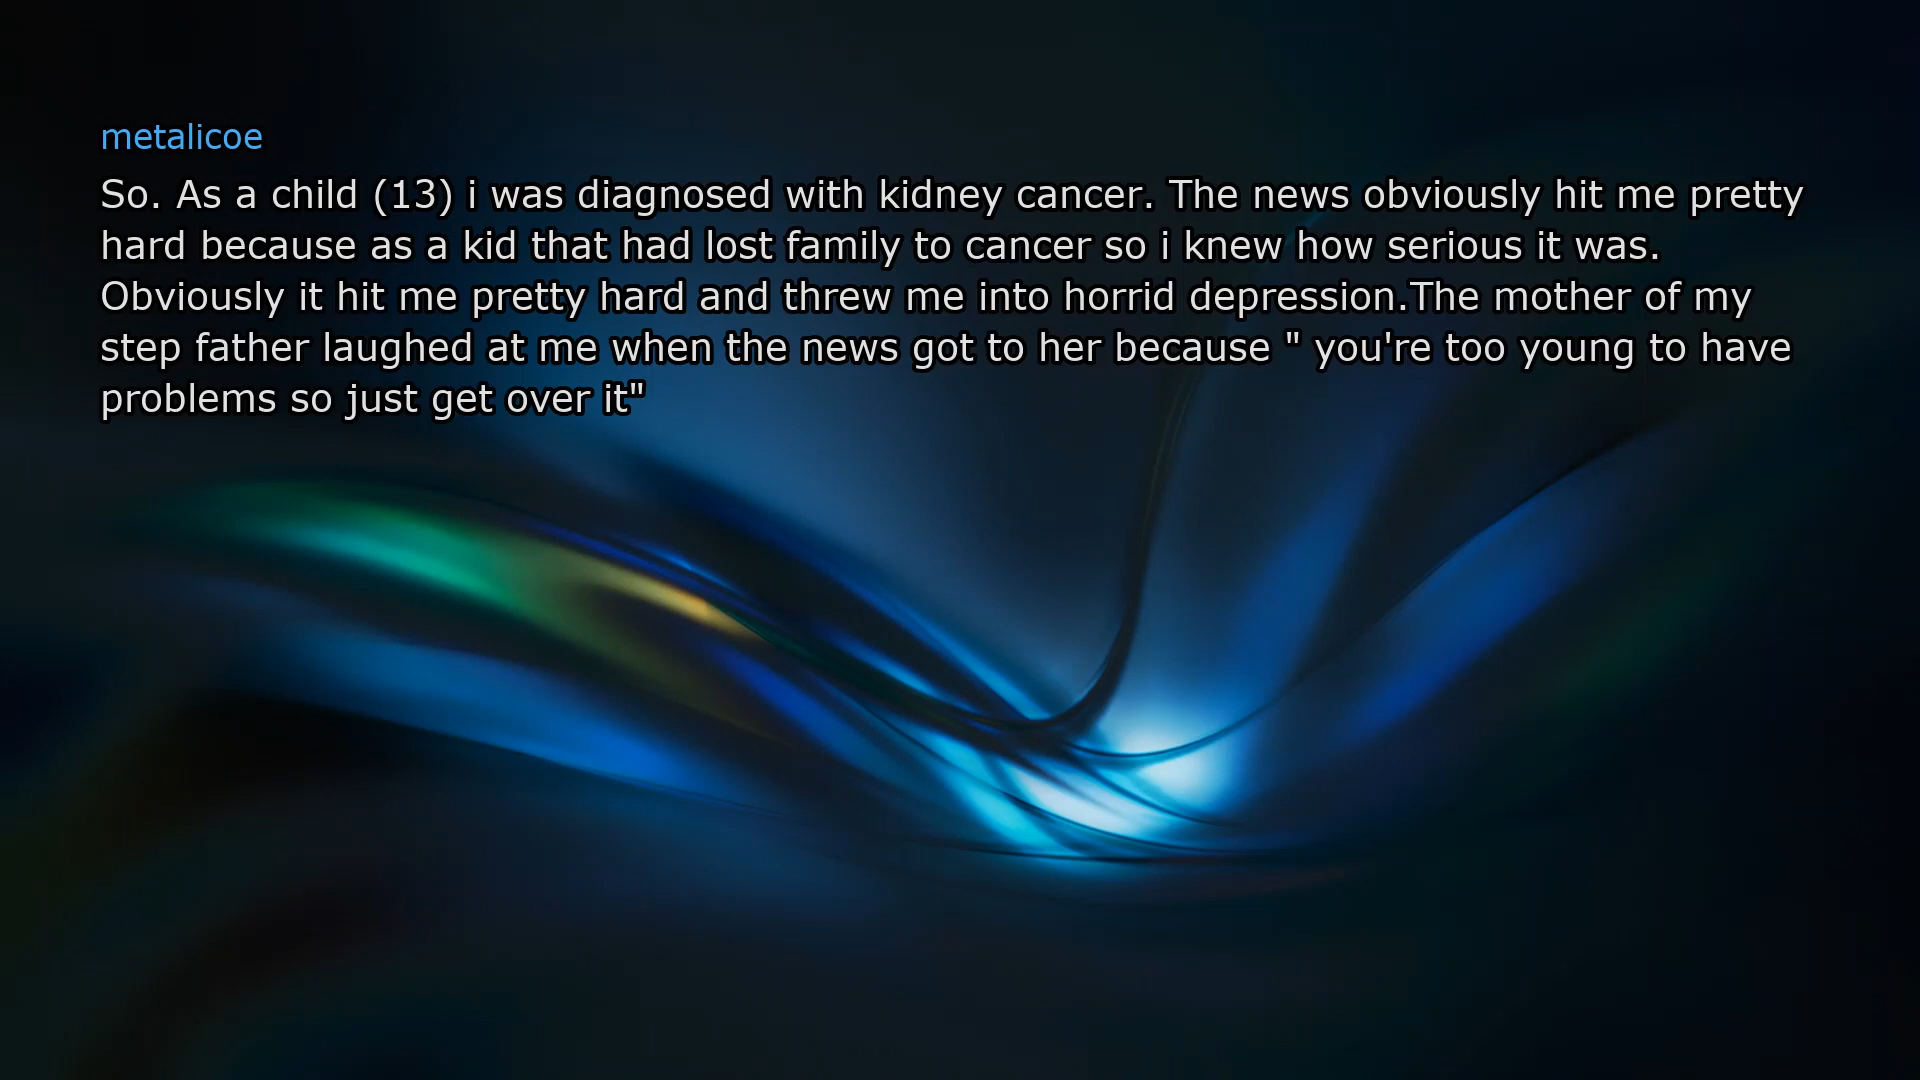 metalicoe
So. As a child (13) i was diagnosed with kidney cancer. The news obviously hit me pretty
hard because as a kid that had lost family to cancer so i knew how serious it was.
Obviously it hit me pretty hard and threw me into horrid depression.The mother of my
step father laughed at me when the news got to her because " you're too young to have
problems so just get over it"